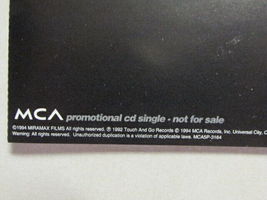 MCA promotional cd single - not for sale
©1994 MIRAMAX FILMS All rights reserved. ℗ 1992 Touch And Go Records © 1994 MCA Records, Inc. Universal City, C
Warning: All rights reserved. Unauthorized duplication is a violation of applicable laws. MCA5P-3164